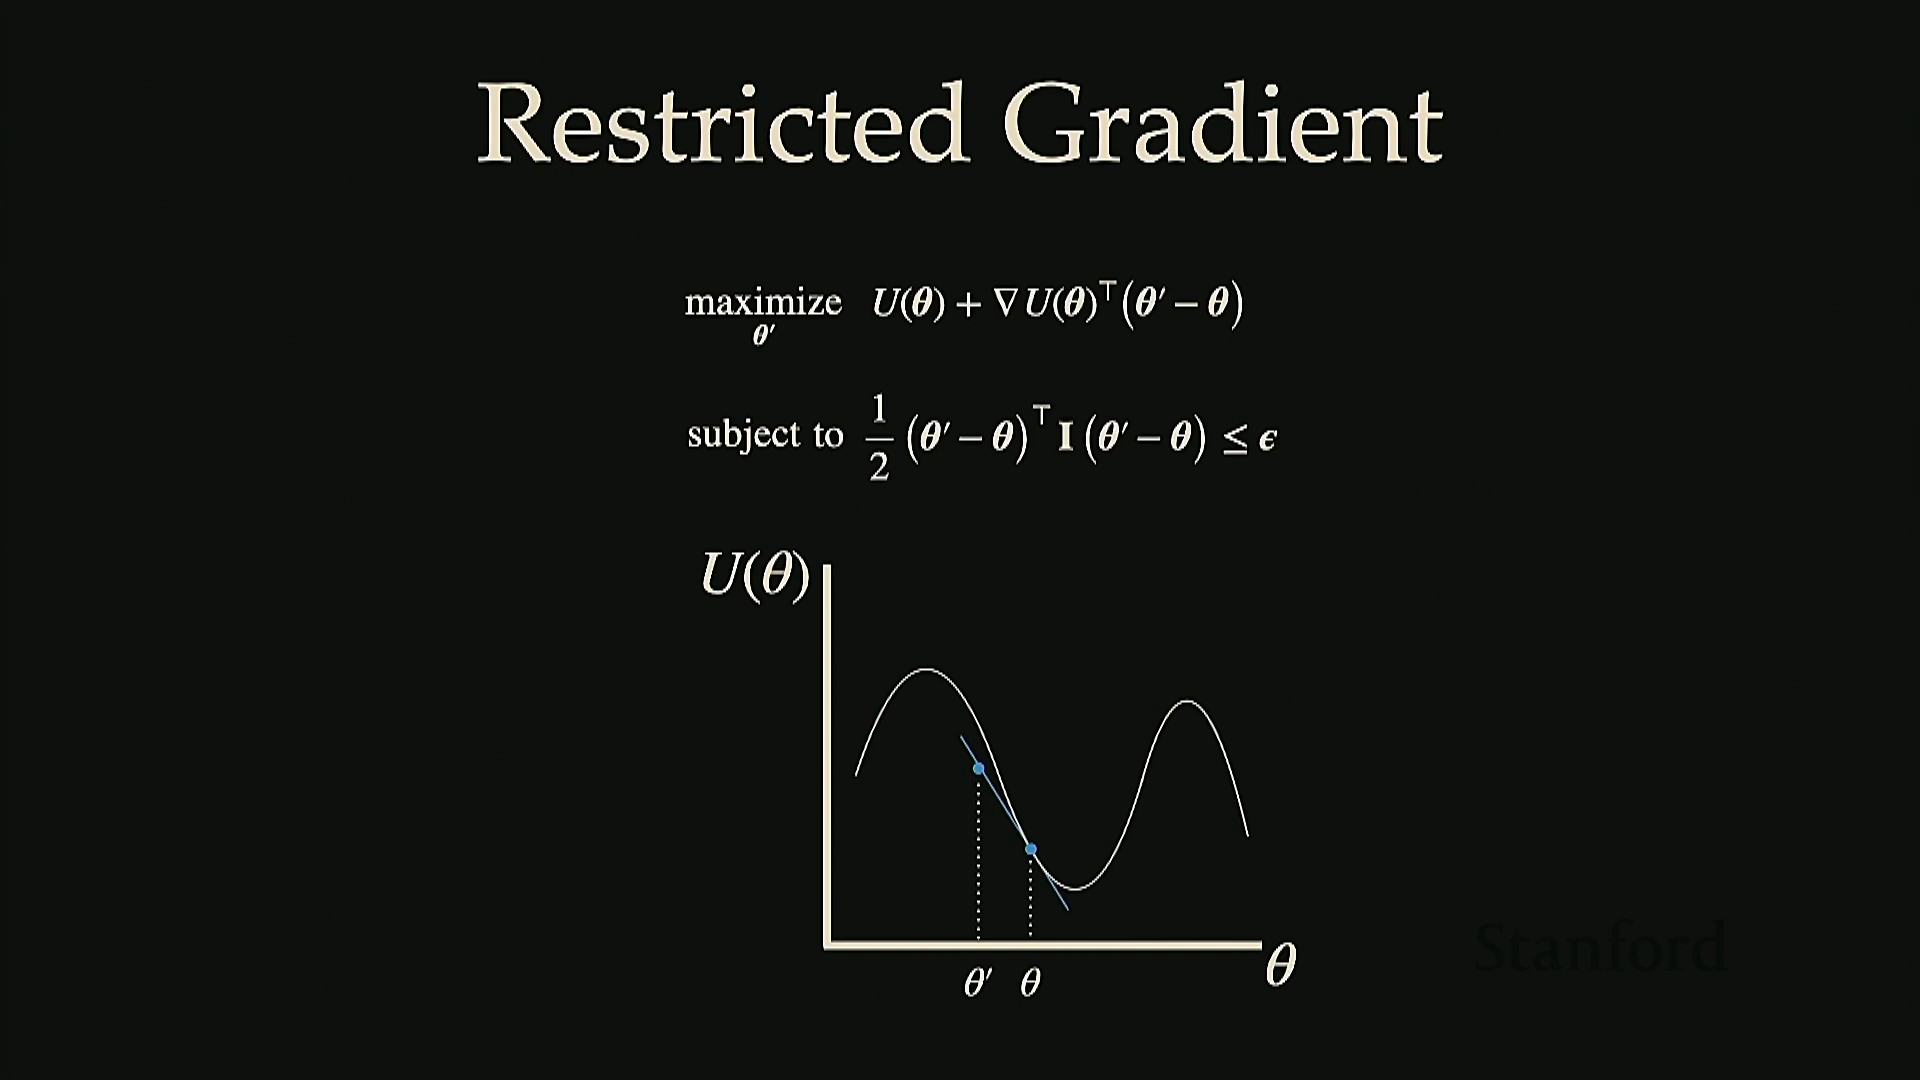 Restricted Gradient
maximize U(θ) + ∇U(θ)⊤(θ′ − θ)
θ′
subject to 1/2 (θ′ − θ)⊤ I (θ′ − θ) ≤ ϵ
U(θ)
Stanford
θ
θ′ θ